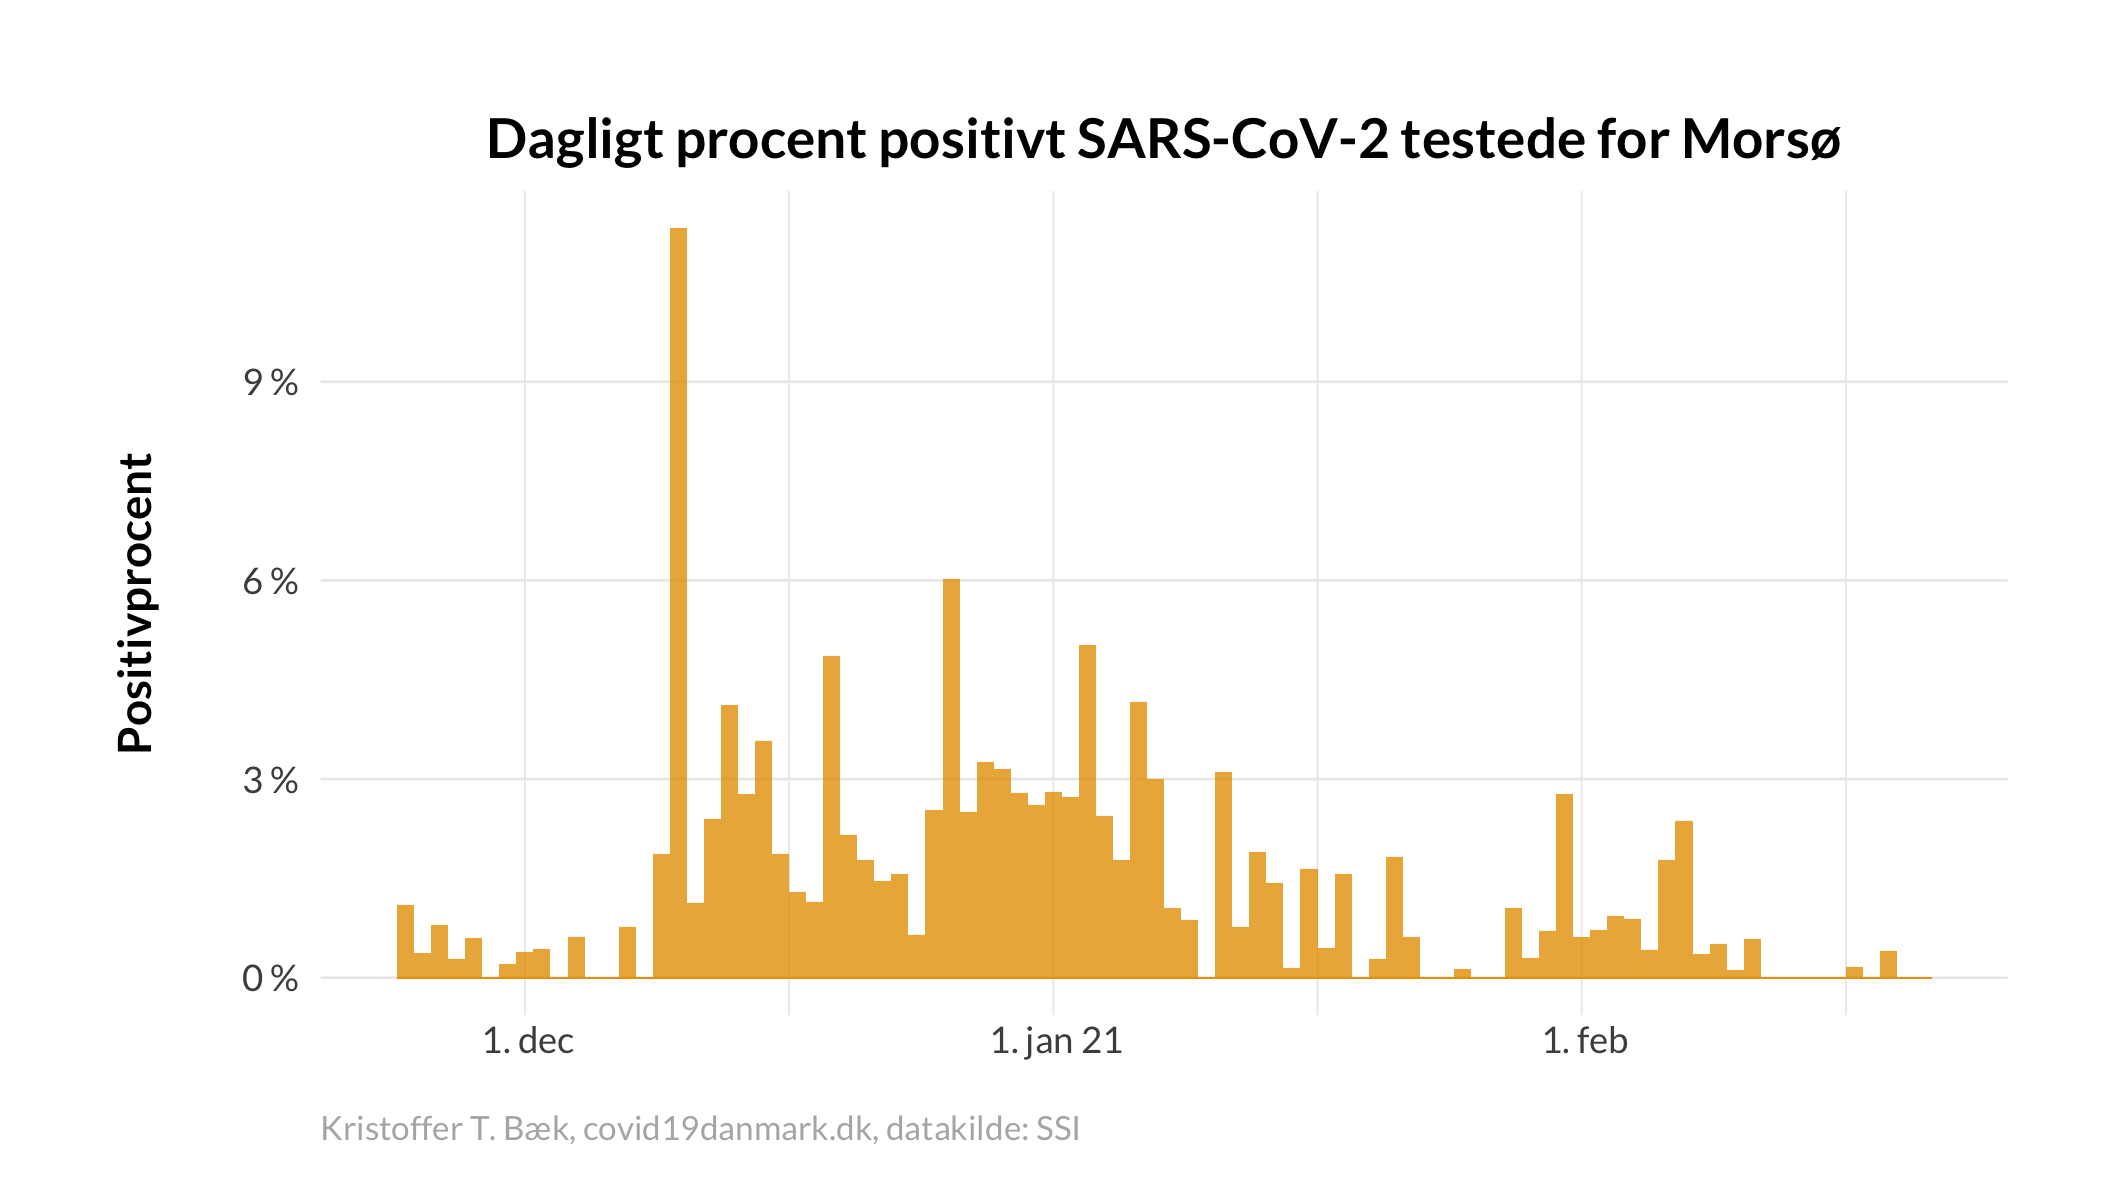 Dagligt procent positivt SARS-CoV-2 testede for Morsø
Positivprocent
9 %
6 %
3 %
0 %
1. dec
1. jan 21
1. feb
Kristoffer T. Bæk, covid19danmark.dk, datakilde: SSI